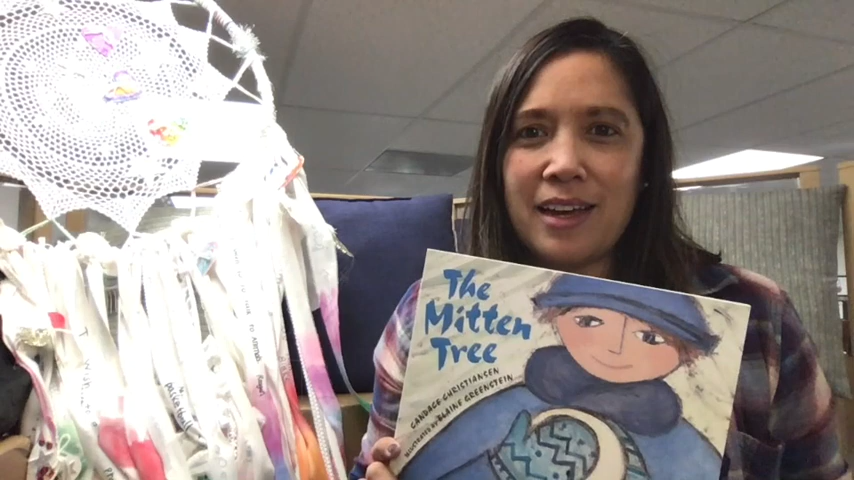 The
Mitten
Tree
CANDACE CHRISTIANSEN
ILLUSTRATED BY ELAINE GREENSTEIN